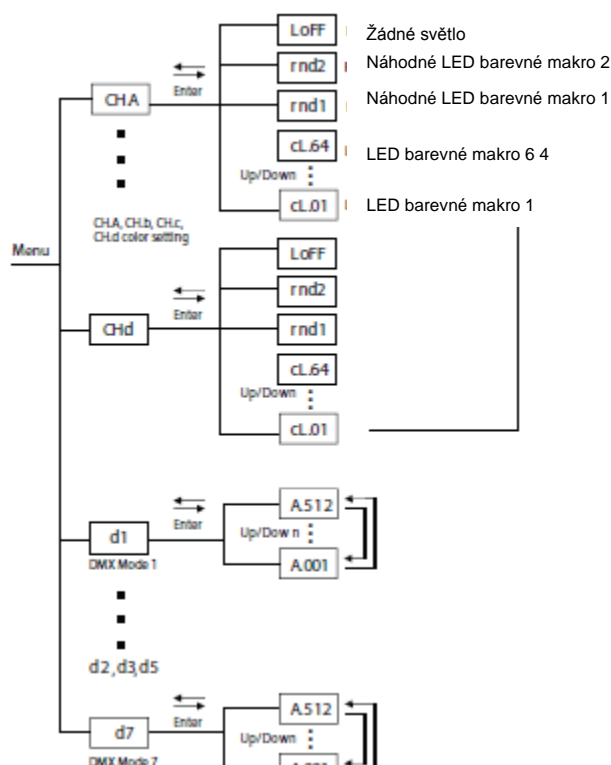 LoFF Žádné světlo
rnd2 Náhodné LED barevné makro 2
CH.A Enter rnd1 Náhodné LED barevné makro 1
cL.64 LED barevné makro 6 4
Up/Down
cL.01 LED barevné makro 1
CH.A, CH.b, CH.c,
CH.d color setting
Menu
LoFF
rnd2
CHd Enter rnd1
cL.64
Up/Down
cL.01
A.512
Enter
d1 Up/Dow n
DMX Mode 1 A.001
d2 ,d3,d5
A.512
Enter
d7 Up/Down
DMX Mode 7 A.001